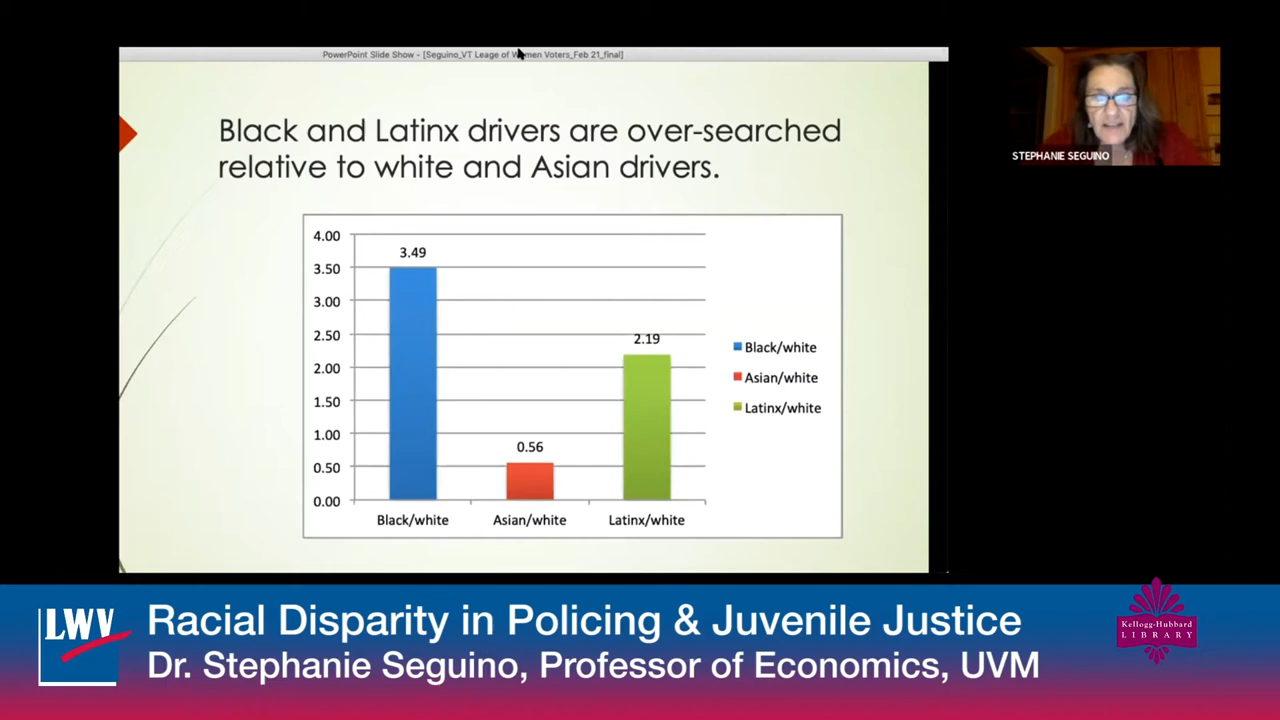 PowerPoint Slide Show - [Seguino_VT Leage of Women Voters_Feb 21_final]
Black and Latinx drivers are over-searched
relative to white and Asian drivers.
4.00
3.50
3.00
2.50
2.00
1.50
1.00
0.50
0.00
3.49
0.56
2.19
Black/white
Asian/white
Latinx/white
Black/white
Asian/white
Latinx/white
STEPHANIE SEGUINO
LWV
Racial Disparity in Policing & Juvenile Justice
Dr. Stephanie Seguino, Professor of Economics, UVM
Kellogg-Hubbard
LIBRARY